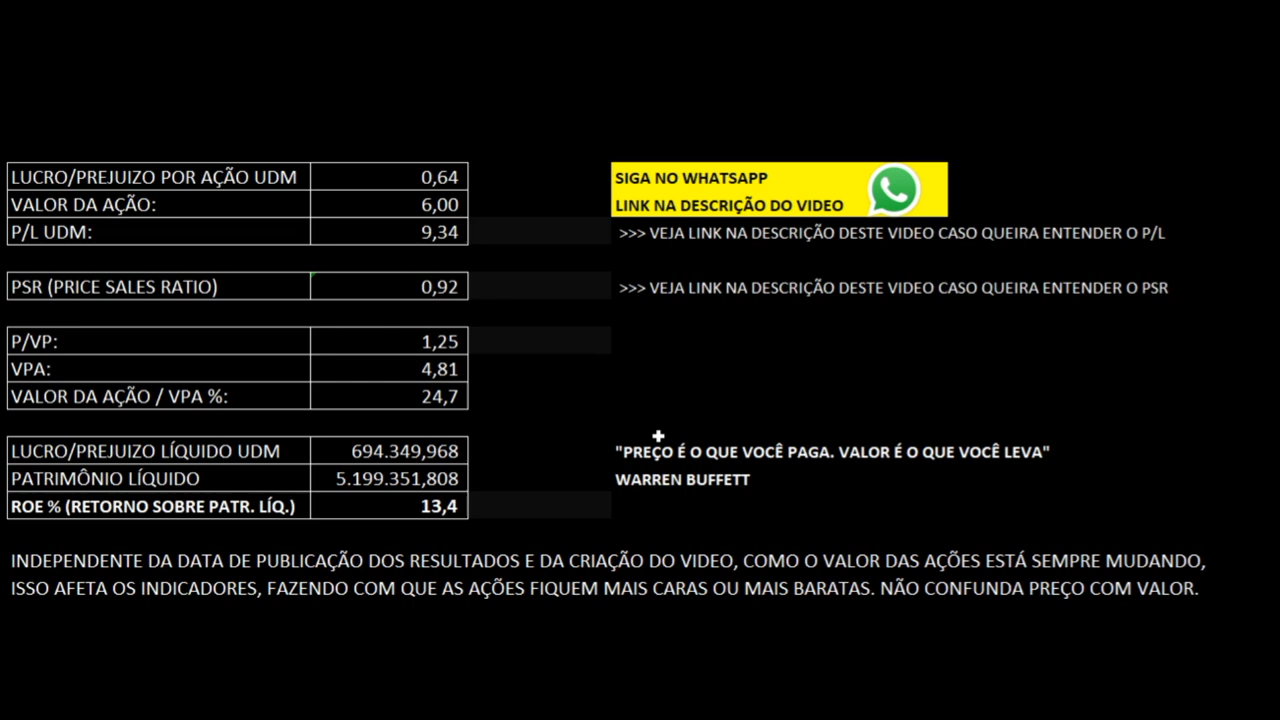 LUCRO/PREJUIZO POR AÇÃO UDM 0,64
SIGA NO WHATSAPP
VALOR DA AÇÃO: 6,00
LINK NA DESCRIÇÃO DO VIDEO
P/L UDM: 9,34
>>> VEJA LINK NA DESCRIÇÃO DESTE VIDEO CASO QUEIRA ENTENDER O P/L
PSR (PRICE SALES RATIO) 0,92
>>> VEJA LINK NA DESCRIÇÃO DESTE VIDEO CASO QUEIRA ENTENDER O PSR
P/VP: 1,25
VPA: 4,81
VALOR DA AÇÃO / VPA %: 24,7
LUCRO/PREJUIZO LÍQUIDO UDM 694.349,968
"PREÇO É O QUE VOCÊ PAGA. VALOR É O QUE VOCÊ LEVA"
PATRIMÔNIO LÍQUIDO 5.199.351,808
WARREN BUFFETT
ROE % (RETORNO SOBRE PATR. LÍQ.) 13,4
INDEPENDENTE DA DATA DE PUBLICAÇÃO DOS RESULTADOS E DA CRIAÇÃO DO VIDEO, COMO O VALOR DAS AÇÕES ESTÁ SEMPRE MUDANDO,
ISSO AFETA OS INDICADORES, FAZENDO COM QUE AS AÇÕES FIQUEM MAIS CARAS OU MAIS BARATAS. NÃO CONFUNDA PREÇO COM VALOR.